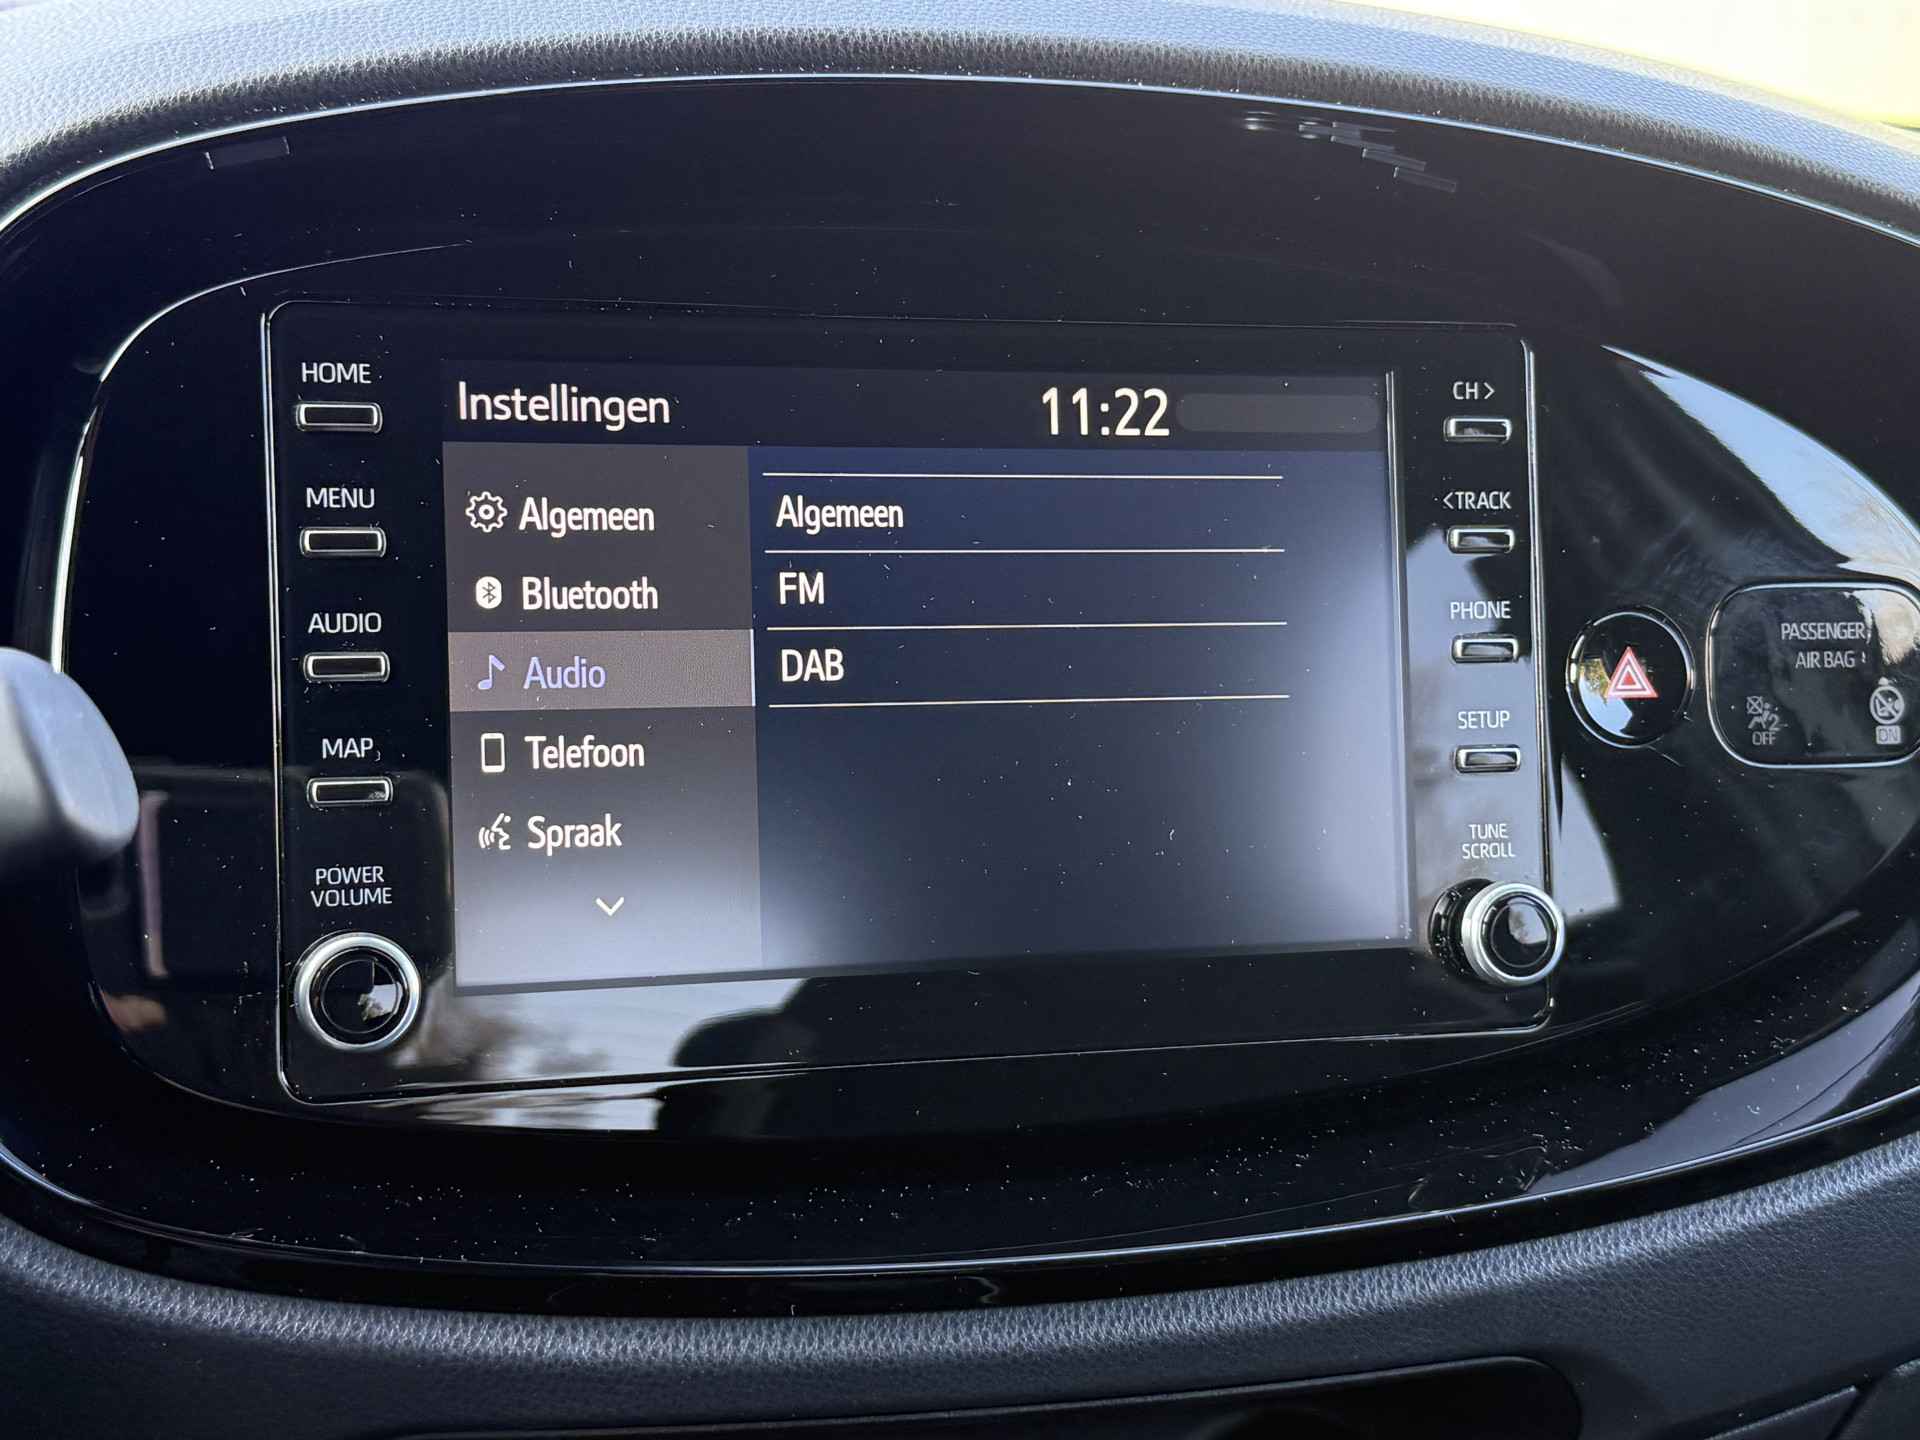 HOME
MENU
AUDIO
MAP
POWER
VOLUME
Instellingen
11:22
Algemeen
Bluetooth
Audio
Telefoon
Spraak
Algemeen
FM
DAB
CH >
< TRACK
PHONE
SETUP
TUNE
SCROLL
PASSENGER
AIR BAG
2
OFF
ON